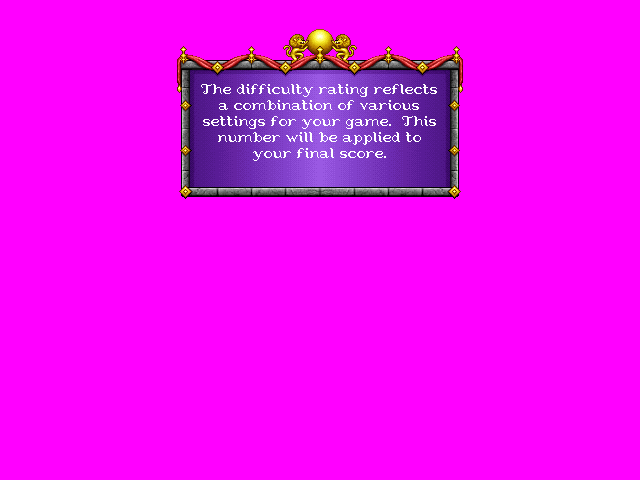 The difficulty rating reflects
a combination of various
settings for your game.  This
number will be applied to
your final score.